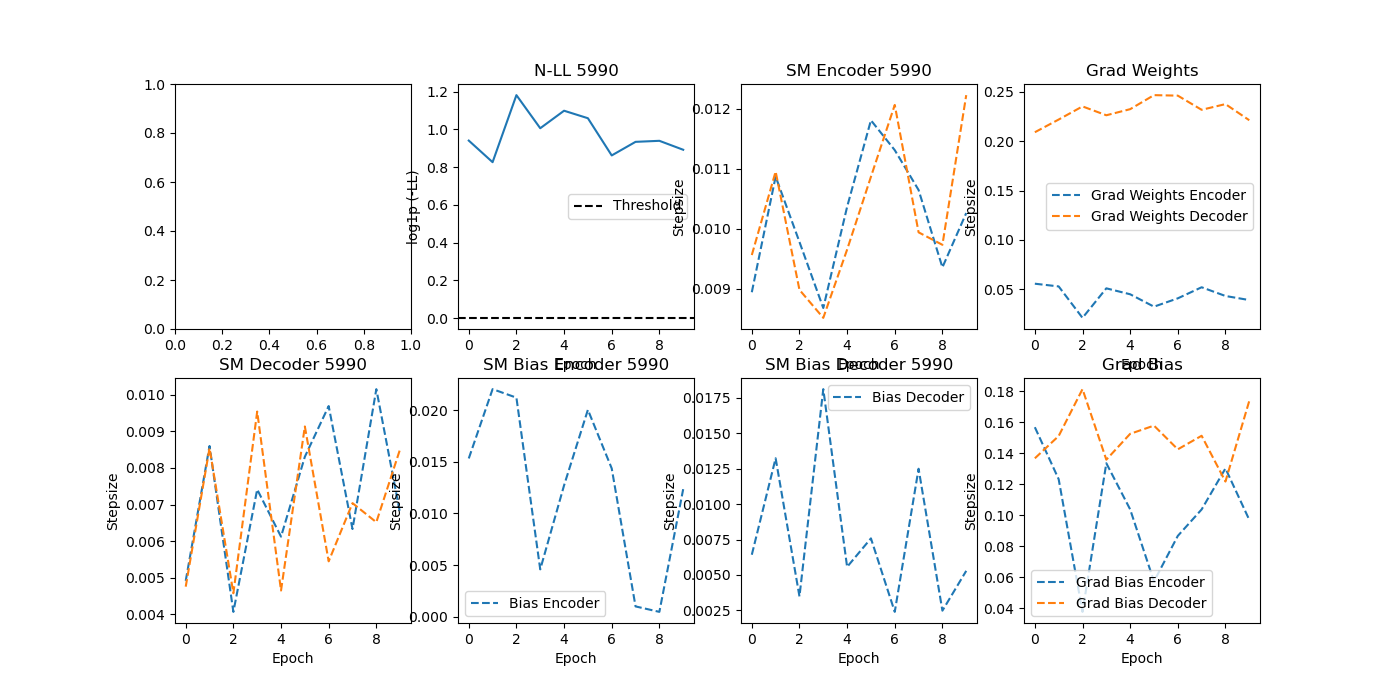 1.0
0.8
0.6
0.4
0.2
0.0
0.0 0.2 0.4 0.6 0.8 1.0
N-LL 5990
log1p (-LL)
1.2
1.0
0.8
0.6
0.4
0.2
0.0
Threshold
0 2 4 6 8
Epoch
SM Encoder 5990
Stepsize
0.012
0.011
0.010
0.009
0 2 4 6 8
Epoch
Grad Weights
Stepsize
0.25
0.20
0.15
0.10
0.05
Grad Weights Encoder
Grad Weights Decoder
0 2 4 6 8
Epoch
SM Decoder 5990
Stepsize
0.010
0.009
0.008
0.007
0.006
0.005
0.004
0 2 4 6 8
Epoch
SM Bias Encoder 5990
Stepsize
0.020
0.015
0.010
0.005
0.000
Bias Encoder
0 2 4 6 8
Epoch
SM Bias Decoder 5990
Stepsize
0.0175
0.0150
0.0125
0.0100
0.0075
0.0050
0.0025
Bias Decoder
0 2 4 6 8
Epoch
Grad Bias
Stepsize
0.18
0.16
0.14
0.12
0.10
0.08
0.06
0.04
Grad Bias Encoder
Grad Bias Decoder
0 2 4 6 8
Epoch